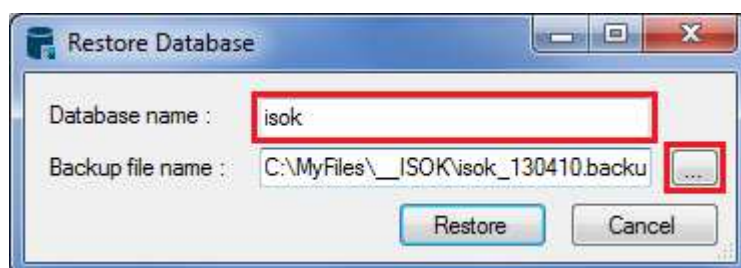 Restore Database
Database name :
isok
Backup file name :
C:\MyFiles\__ISOK\isok_130410.backu
...
Restore
Cancel